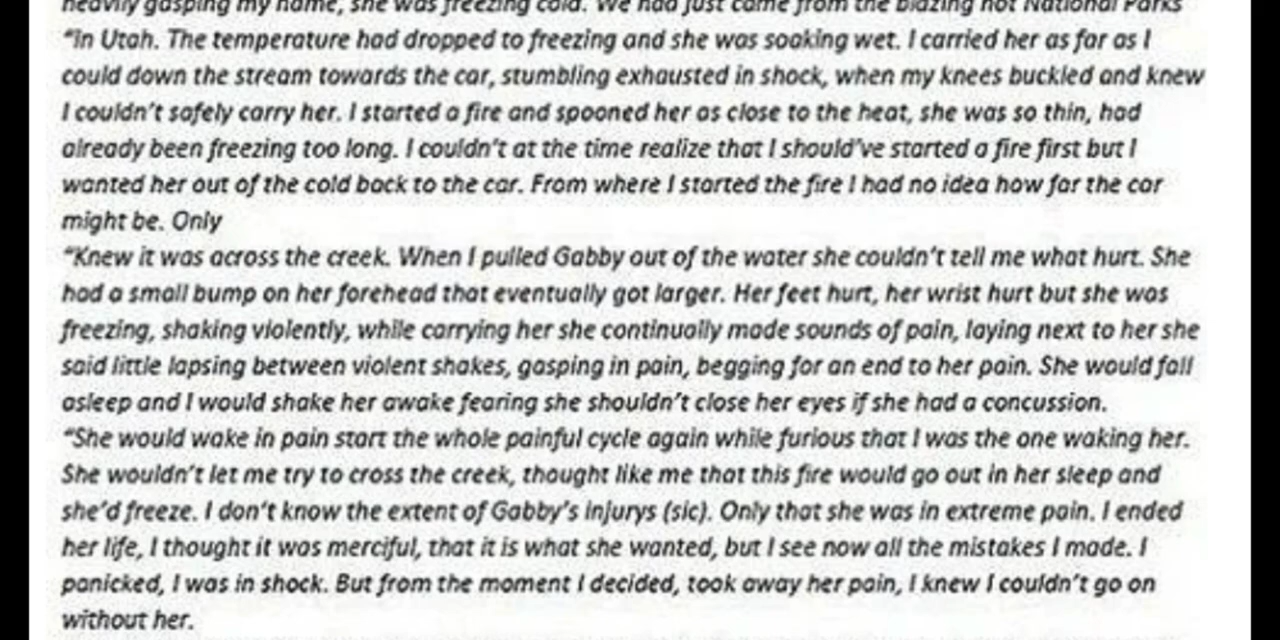 heavily gasping my name, she was freezing cold. We had just came from the blazing hot National Parks
"in Utah. The temperature had dropped to freezing and she was soaking wet. I carried her as far as I
could down the stream towards the car, stumbling exhausted in shock, when my knees buckled and knew
I couldn't safely carry her. I started a fire and spooned her as close to the heat, she was so thin, had
already been freezing too long. I couldn't at the time realize that I should've started a fire first but I
wanted her out of the cold back to the car. From where I started the fire I had no idea how far the car
might be. Only
"Knew it was across the creek. When I pulled Gabby out of the water she couldn't tell me what hurt. She
had a small bump on her forehead that eventually got larger. Her feet hurt, her wrist hurt but she was
freezing, shaking violently, while carrying her she continually made sounds of pain, laying next to her she
said little lapsing between violent shakes, gasping in pain, begging for an end to her pain. She would fall
asleep and I would shake her awake fearing she shouldn't close her eyes if she had a concussion.
"She would wake in pain start the whole painful cycle again while furious that I was the one waking her.
She wouldn't let me try to cross the creek, thought like me that this fire would go out in her sleep and
she'd freeze. I don't know the extent of Gabby's injurys (sic). Only that she was in extreme pain. I ended
her life, I thought it was merciful, that it is what she wanted, but I see now all the mistakes I made. I
panicked, I was in shock. But from the moment I decided, took away her pain, I knew I couldn't go on
without her.